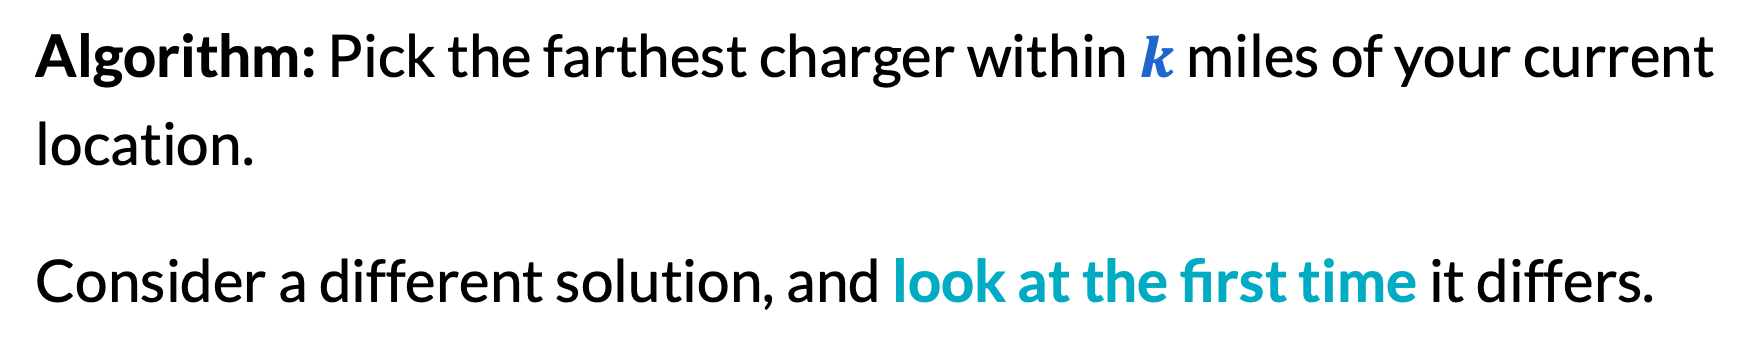 Algorithm: Pick the farthest charger within k miles of your current
location.
Consider a different solution, and look at the first time it differs.